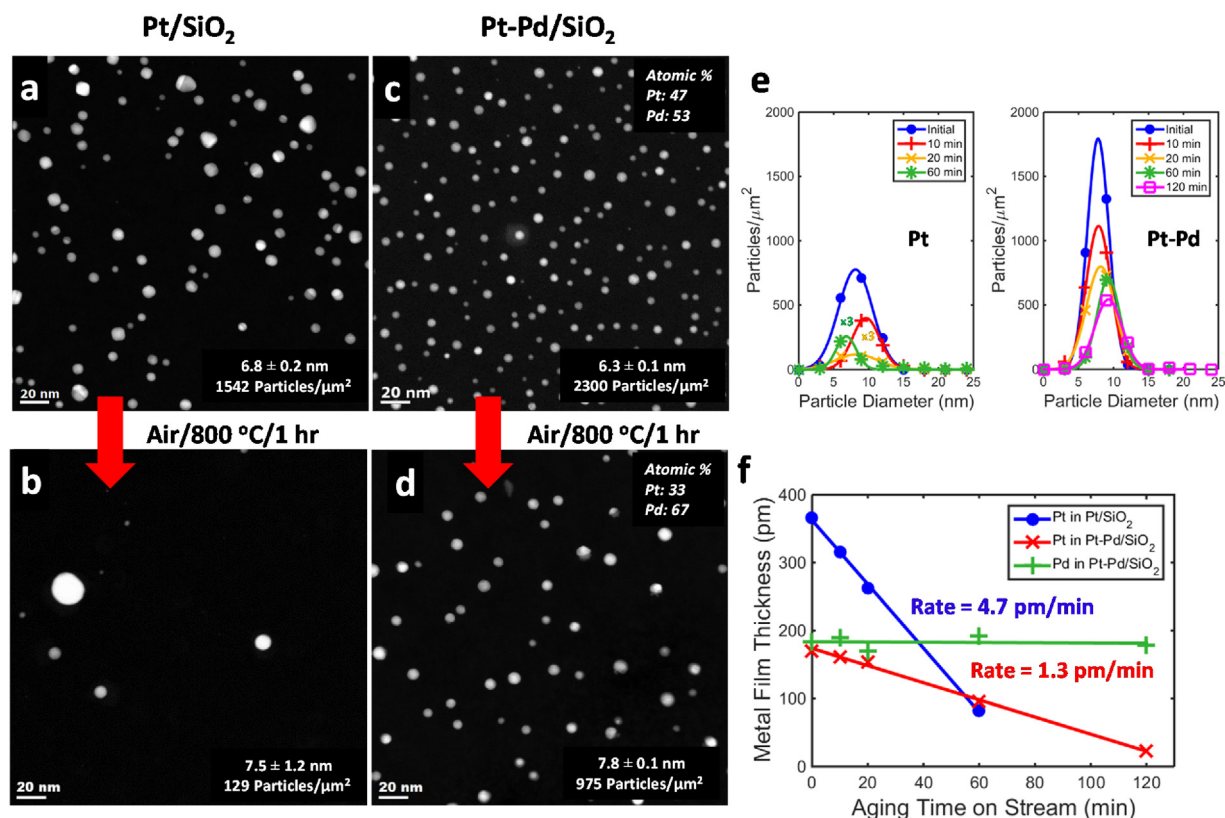 Pt/SiO₂
Pt-Pd/SiO₂
a
20 nm
6.8 ± 0.2 nm
1542 Particles/μm²
c
Atomic %
Pt: 47
Pd: 53
20 nm
6.3 ± 0.1 nm
2300 Particles/μm²
Air/800 °C/1 hr
Air/800 °C/1 hr
b
20 nm
7.5 ± 1.2 nm
129 Particles/μm²
d
Atomic %
Pt: 33
Pd: 67
20 nm
7.8 ± 0.1 nm
975 Particles/μm²
e
2000
1500
1000
500
0
Particles/μm²
Initial
10 min
20 min
60 min
Pt
x3
x3
0 5 10 15 20 25
Particle Diameter (nm)
2000
1500
1000
500
0
Particles/μm²
Initial
10 min
20 min
60 min
120 min
Pt-Pd
0 5 10 15 20 25
Particle Diameter (nm)
f
400
300
200
100
0
Metal Film Thickness (pm)
Pt in Pt/SiO₂
Pt in Pt-Pd/SiO₂
Pd in Pt-Pd/SiO₂
Rate = 4.7 pm/min
Rate = 1.3 pm/min
0 20 40 60 80 100 120
Aging Time on Stream (min)